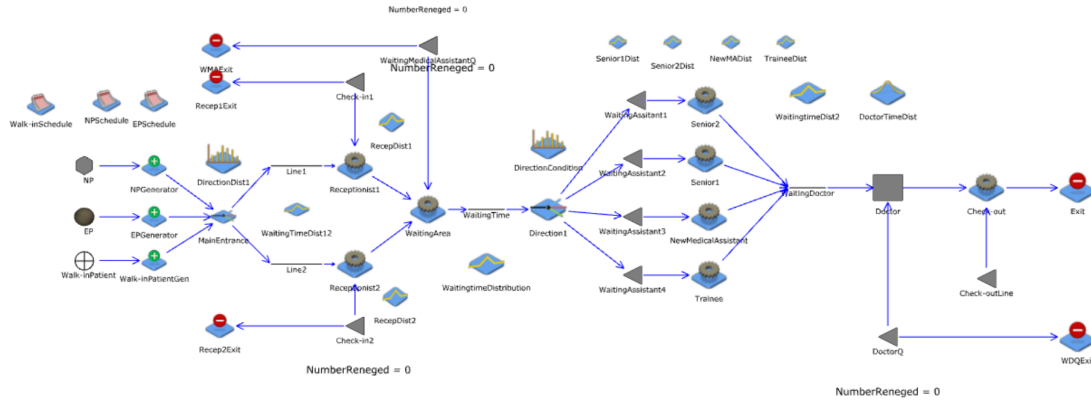 NumberReneged = 0
WMAExit
WaitingMedicalAssistantQ
NumberReneged = 0
Senior1Dist
Senior2Dist
NewMADist
TraineeDist
Recep1Exit
Check-in1
Walk-inSchedule
NPSchedule
EPSchedule
RecepDist1
WaitingAssitant1
Senior2
WaitingtimeDist2
DoctorTimeDist
NP
NPGenerator
DirectionDist1
Line1
Receptionist1
DirectionCondition
WaitingAssistant2
Senior1
EP
EPGenerator
MainEntrance
WaitingTimeDist12
WaitingArea
WaitingTime
Direction1
WaitingAssistant3
NewMedicalAssistant
WaitingDoctor
Doctor
Check-out
Exit
Walk-inPatient
Walk-inPatientGen
Line2
Receptionist2
WaitingtimeDistribution
WaitingAssistant4
Trainee
Check-outLine
RecepDist2
Recep2Exit
Check-in2
DoctorQ
WDQExit
NumberReneged = 0
NumberReneged = 0